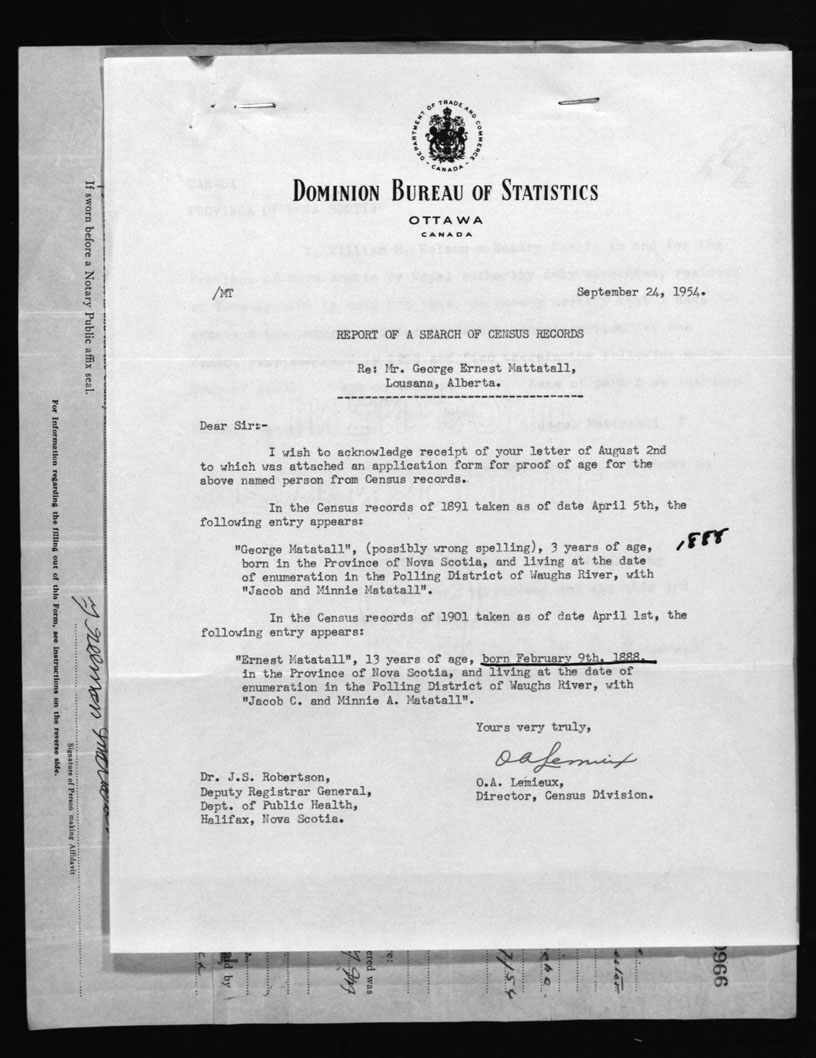 DEPARTMENT OF TRADE AND COMMERCE
CANADA
DOMINION BUREAU OF STATISTICS
OTTAWA
CANADA
/MT
September 24, 1954.
REPORT OF A SEARCH OF CENSUS RECORDS
Re: Mr. George Ernest Mattatall,
Lousana, Alberta.
Dear Sir:-
I wish to acknowledge receipt of your letter of August 2nd
to which was attached an application form for proof of age for the
above named person from Census records.
In the Census records of 1891 taken as of date April 5th, the
following entry appears:
"George Matatall", (possibly wrong spelling), 3 years of age,
born in the Province of Nova Scotia, and living at the date
of enumeration in the Polling District of Waughs River, with
"Jacob and Minnie Matatall".
1888
In the Census records of 1901 taken as of date April 1st, the
following entry appears:
"Ernest Matatall", 13 years of age, born February 9th, 1888,
in the Province of Nova Scotia, and living at the date of
enumeration in the Polling District of Waughs River, with
"Jacob C. and Minnie A. Matatall".
Yours very truly,
OA Lemieux
O.A. Lemieux,
Director, Census Division.
Dr. J.S. Robertson,
Deputy Registrar General,
Dept. of Public Health,
Halifax, Nova Scotia.
If sworn before a Notary Public affix seal.
For Information regarding the filling out of this Form, see instructions on the reverse side.
Signature of Person making Affidavit
0966